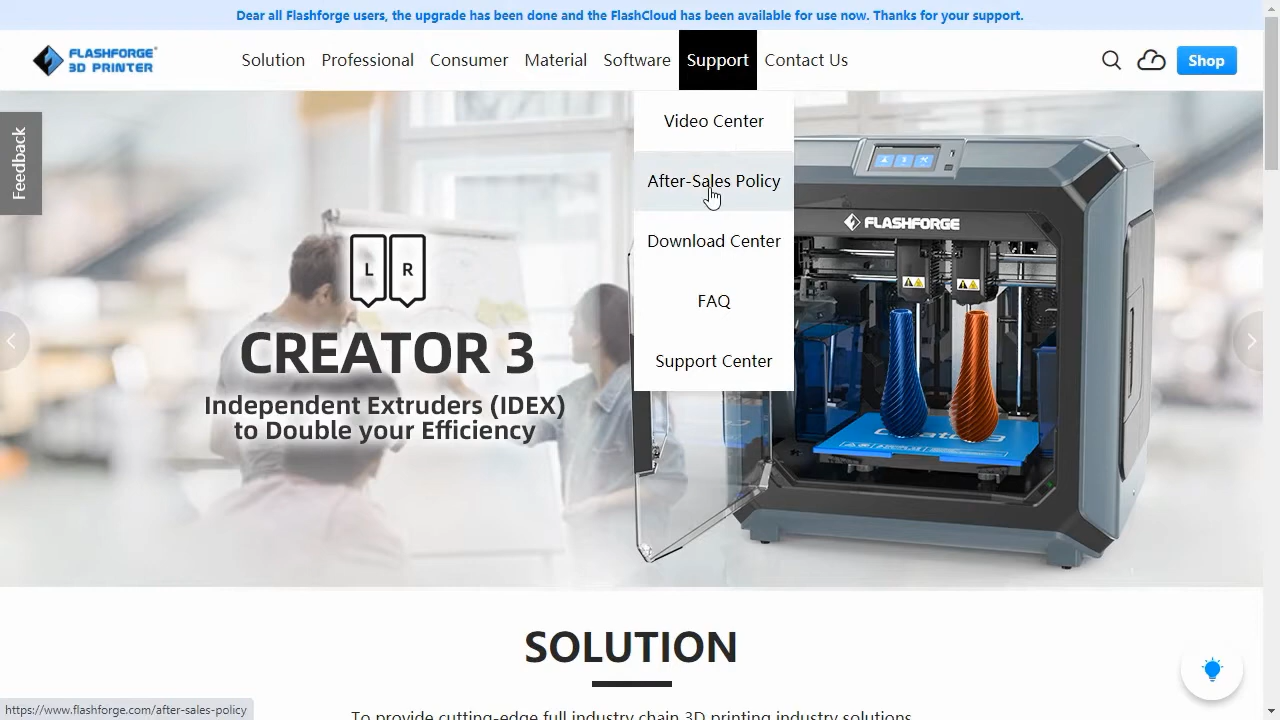 Dear all Flashforge users, the upgrade has been done and the FlashCloud has been available for use now. Thanks for your support.
FLASHFORGE®
3D PRINTER
Solution
Professional
Consumer
Material
Software
Support
Contact Us
Shop
Feedback
Video Center
After-Sales Policy
Download Center
FAQ
Support Center
L R
CREATOR 3
Independent Extruders (IDEX)
to Double your Efficiency
FLASHFORGE
Creator 3
SOLUTION
To provide cutting-edge full industry chain 3D printing industry solutions
https://www.flashforge.com/after-sales-policy